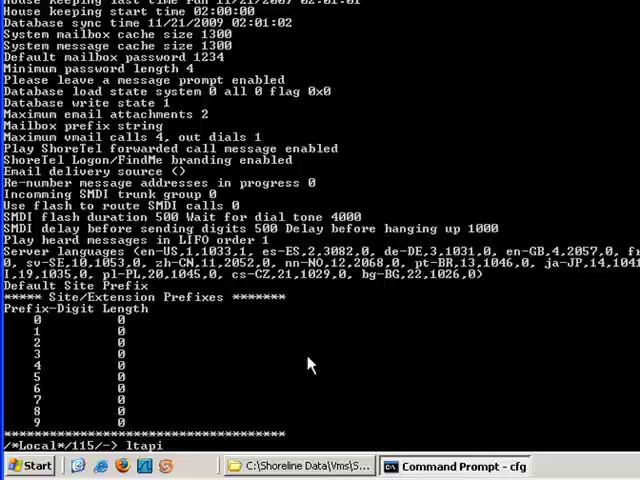 House keeping last time run 11/21/2009 02:01:01
House keeping start time 02:00:00
Database sync time 11/21/2009 02:01:02
System mailbox cache size 1300
System message cache size 1300
Default mailbox password 1234
Minimum password length 4
Please leave a message prompt enabled
Database load state system 0 all 0 flag 0x0
Database write state 1
Maximum email attachments 2
Mailbox prefix string
Maximum vmail calls 4, out dials 1
Play ShoreTel forwarded call message enabled
ShoreTel Logon/FindMe branding enabled
Email delivery source ()
Re-number message addresses in progress 0
Incomming SMDI trunk group 0
Use flash to route SMDI calls 0
SMDI flash duration 500 Wait for dial tone 4000
SMDI delay before sending digits 500 Delay before hanging up 1000
Play heard messages in LIFO order 1
Server languages (en-US,1,1033,1, es-ES,2,3082,0, de-DE,3,1031,0, en-GB,4,2057,0, fr
0, sv-SE,10,1053,0, zh-CN,11,2052,0, nn-NO,12,2068,0, pt-BR,13,1046,0, ja-JP,14,1041
I,19,1035,0, pl-PL,20,1045,0, cs-CZ,21,1029,0, bg-BG,22,1026,0)
Default Site Prefix
***** Site/Extension Prefixes *******
Prefix-Digit Length
0 0
1 0
2 0
3 0
4 0
5 0
6 0
7 0
8 0
9 0
*************************************
/*Local*/115/-> ltapi
Start C:\Shoreline Data\Vms\S... Command Prompt - cfg